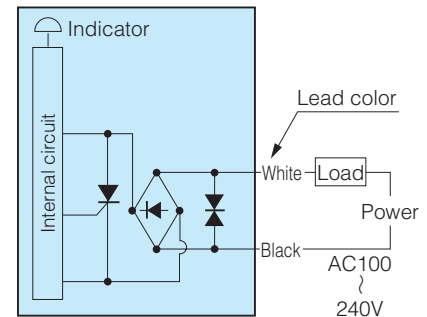 Indicator
Internal circuit
Lead color
White
Load
Power
Black
AC100
~
240V